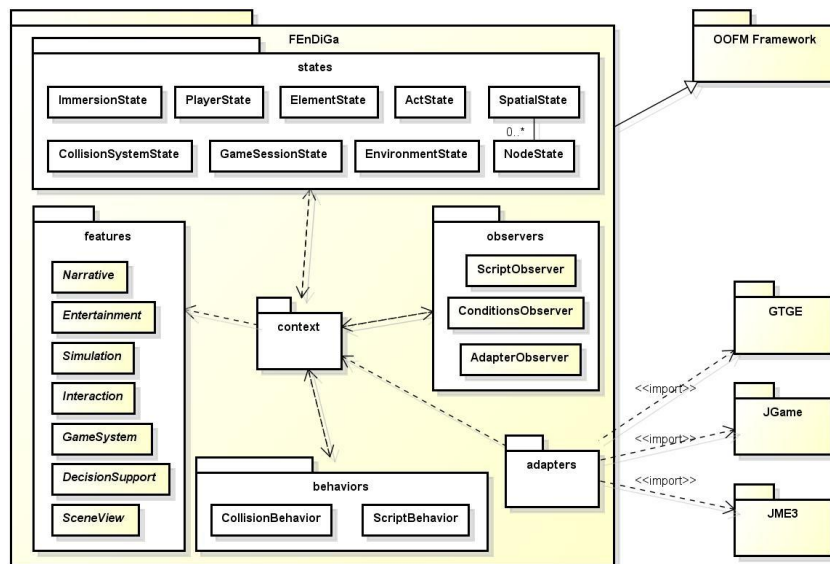 FEnDiGa
OOFM Framework
states
ImmersionState
PlayerState
ElementState
ActState
SpatialState
0..*
CollisionSystemState
GameSessionState
EnvironmentState
NodeState
features
Narrative
Entertainment
Simulation
Interaction
GameSystem
DecisionSupport
SceneView
context
observers
ScriptObserver
ConditionsObserver
AdapterObserver
behaviors
CollisionBehavior
ScriptBehavior
adapters
<<import>>
<<import>>
<<import>>
GTGE
JGame
JME3